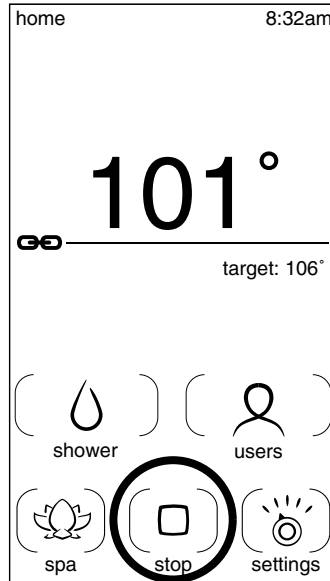 home 8:32am
101°
target: 106°
shower users
spa stop settings